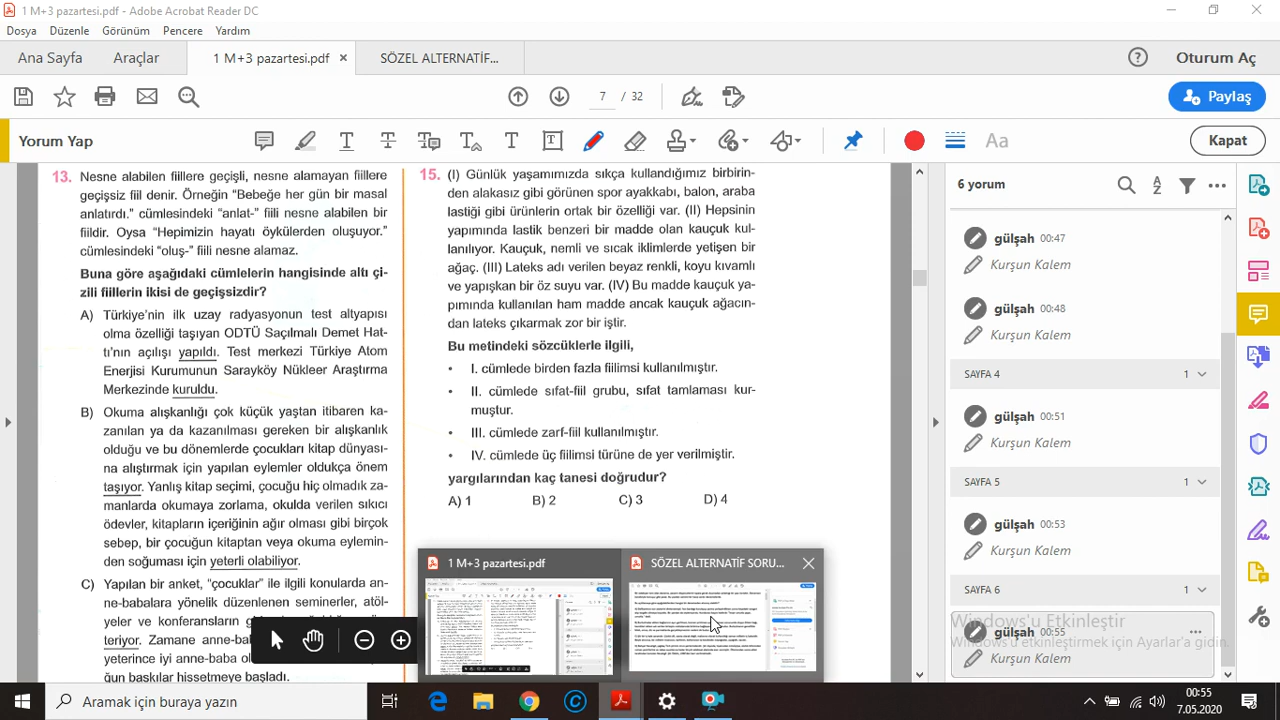 1 M+3 pazartesi.pdf - Adobe Acrobat Reader DC
Dosya Düzenle Görünüm Pencere Yardım
Ana Sayfa Araçlar 1 M+3 pazartesi.pdf SÖZEL ALTERNATİF... Oturum Aç
7 / 32 Paylaş
Yorum Yap Aa Kapat
13. Nesne alabilen fiillere geçişli, nesne alamayan fiillere
geçissiz fiil denir. Örneğin “Bebeğe her gün bir masal
anlatırdı.” cümlesindeki “anlat-” fiili nesne alabilen bir
fiildir. Oysa “Hepimizin hayatı öykülerden oluşuyor.”
cümlesindeki “oluş-” fiili nesne alamaz.
Buna göre aşağıdaki cümlelerin hangisinde altı çi-
zili fiillerin ikisi de geçişsizdir?
A) Türkiye’nin ilk uzay radyasyonun test altyapısı
olma özelliği taşıyan ODTÜ Saçılmalı Demet Hat-
tı’nın açılışı yapıldı. Test merkezi Türkiye Atom
Enerjisi Kurumunun Sarayköy Nükleer Araştırma
Merkezinde kuruldu.
B) Okuma alışkanlığı çok küçük yaştan itibaren ka-
zanılan ya da kazanılması gereken bir alışkanlık
olduğu ve bu dönemlerde çocukları kitap dünyası-
na alıştırmak için yapılan eylemler oldukça önem
taşıyor. Yanlış kitap seçimi, çocuğu hiç olmadık za-
manlarda okumaya zorlama, okulda verilen sıkıcı
ödevler, kitapların içeriğinin ağır olması gibi birçok
sebep, bir çocuğun kitaptan veya okuma eylemin-
den soğuması için yeterli olabiliyor.
C) Yapılan bir anket, “çocuklar” ile ilgili konularda an-
ne-babalara yönelik düzenlenen seminerler, atöl-
yeler ve konferansların
teriyor. Zamane anne-ba
yeterince iyi anne baba
gün baskılar hissetmeye başladı.
15. (I) Günlük yaşamımızda sıkça kullandığımız birbirin-
den alakasız gibi görünen spor ayakkabı, balon, araba
lastiği gibi ürünlerin ortak bir özelliği var. (II) Hepsinin
yapımında lastik benzeri bir madde olan kauçuk kul-
lanılıyor. Kauçuk, nemli ve sıcak iklimlerde yetişen bir
ağaç. (III) Lateks adı verilen beyaz renkli, koyu kıvamlı
ve yapışkan bir öz suyu var. (IV) Bu madde kauçuk ya-
pımında kullanılan ham madde ancak kauçuk ağacın-
dan lateks çıkarmak zor bir iştir.
Bu metindeki sözcüklerle ilgili,
• I. cümlede birden fazla fiilimsi kullanılmıştır.
• II. cümlede sıfat-fiil grubu, sıfat tamlaması kur-
muştur.
• III. cümlede zarf-fiil kullanılmıştır.
• IV. cümlede üç fiilimsi türüne de yer verilmiştir.
yargılarından kaç tanesi doğrudur?
A) 1 B) 2 C) 3 D) 4
1 M+3 pazartesi.pdf SÖZEL ALTERNATİF SORU...
6 yorum
gülşah 00:47
Kurşun Kalem
gülşah 00:48
Kurşun Kalem
SAYFA 4 1
gülşah 00:51
Kurşun Kalem
SAYFA 5 1
gülşah 00:53
Kurşun Kalem
SAYFA 6 1
gülşah 00:55
Kurşun Kalem
Aramak için buraya yazın
00:55
7.05.2020